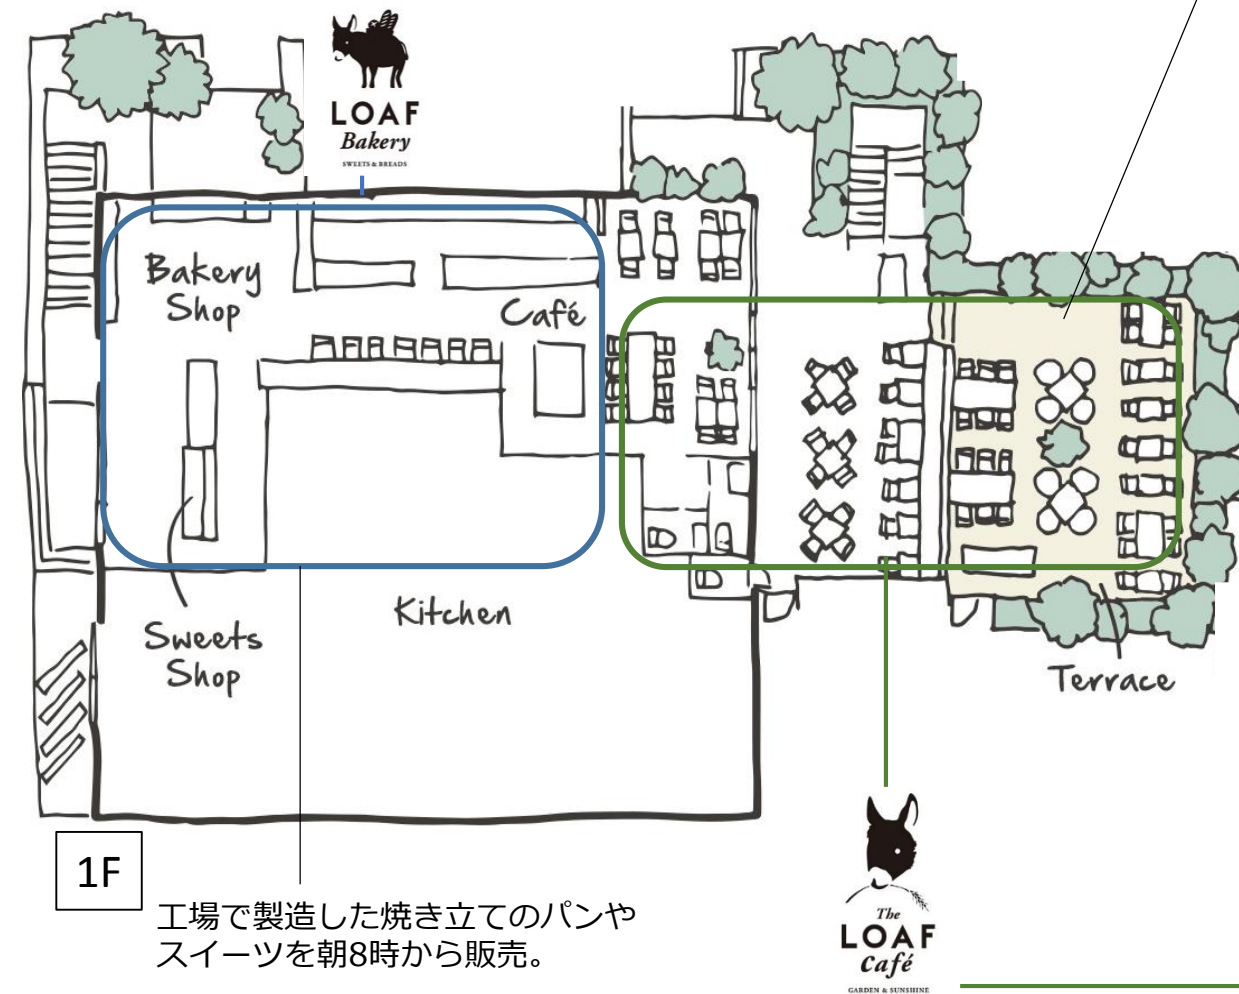 LOAF
Bakery
SWEETS & BREADS
Bakery
Shop
Café
Sweets
Shop
Kitchen
Terrace
1F
工場で製造した焼き立てのパンや
スイーツを朝8時から販売。
The
LOAF
Café
GARDEN & SUNSHINE